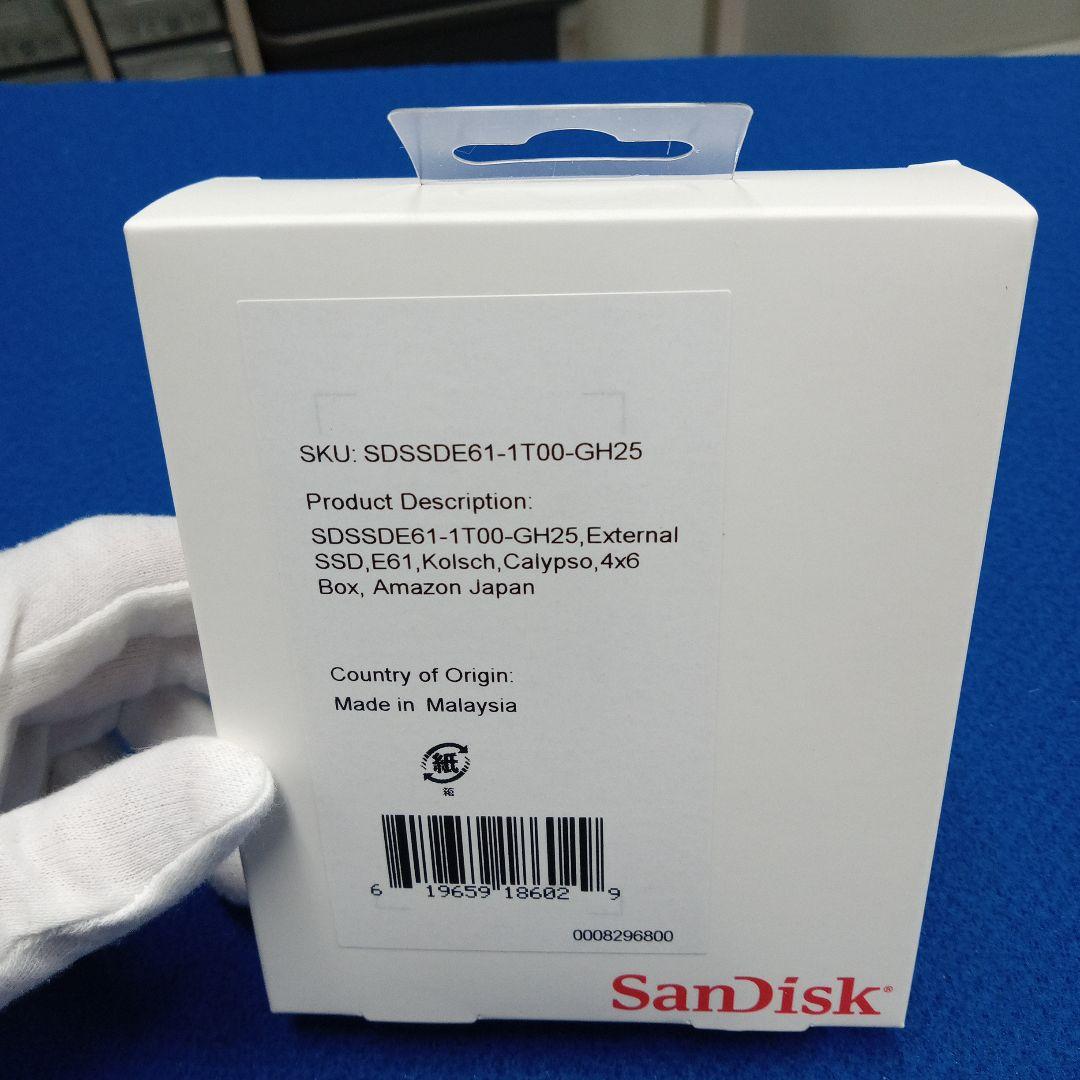 SKU: SDSSDE61-1T00-GH25
Product Description:
SDSSDE61-1T00-GH25,External
SSD,E61,Kolsch,Calypso,4x6
Box, Amazon Japan
Country of Origin:
Made in Malaysia
紙
箱
6 19659 18602 9
0008296800
SanDisk®